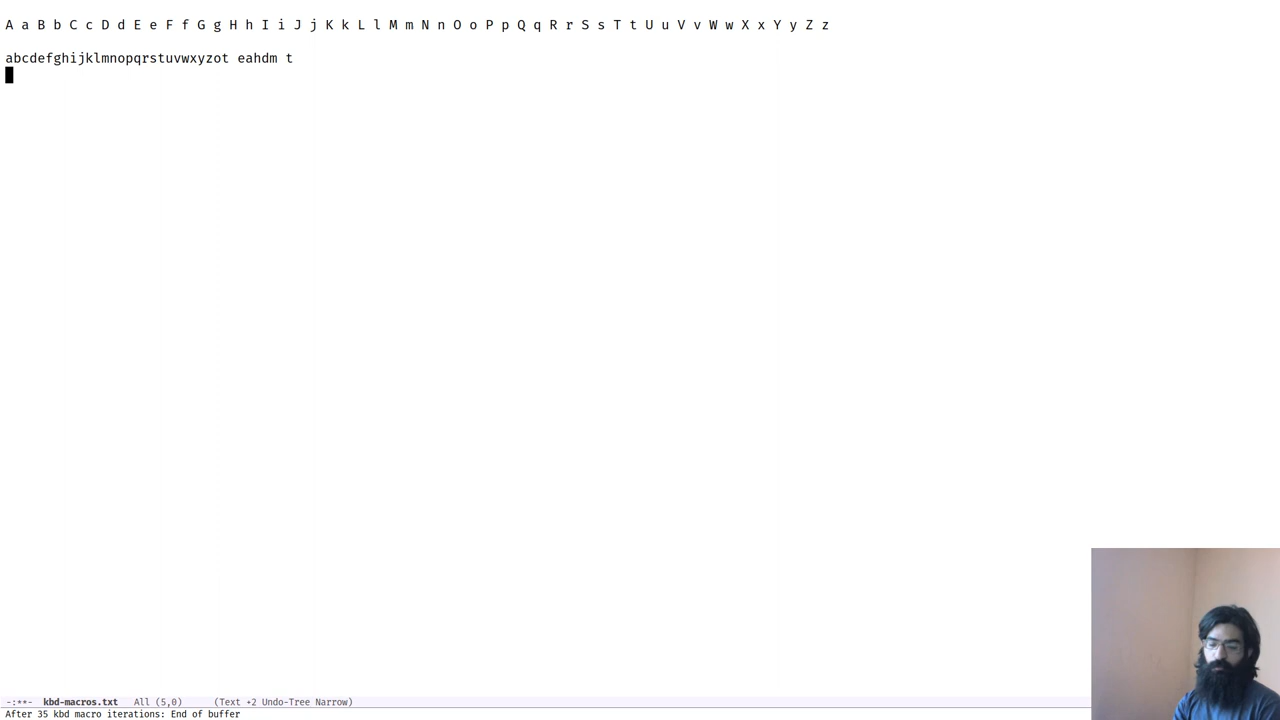 A a B b C c D d E e F f G g H h I i J j K k L l M m N n O o P p Q q R r S s T t U u V v W w X x Y y Z z
abcdefghijklmnopqrstuvwxyzot eahdm t
-:**-  kbd-macros.txt   All (5,0)      (Text +2 Undo-Tree Narrow)
After 35 kbd macro iterations: End of buffer